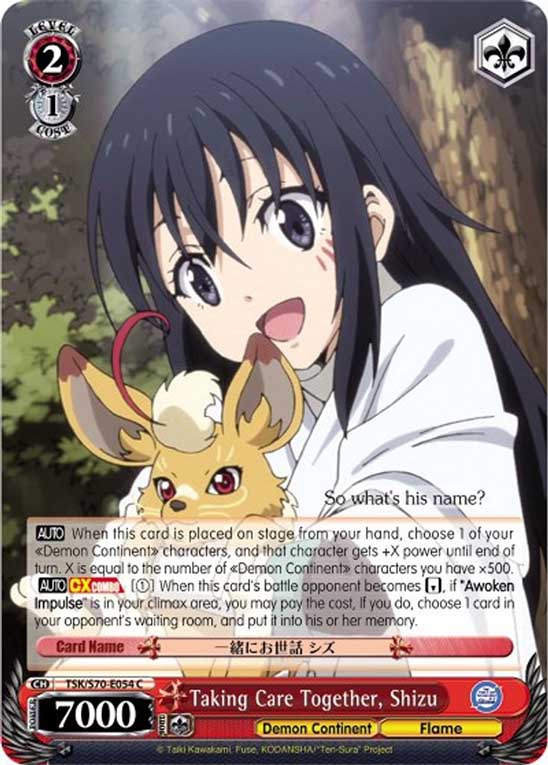 LEVEL
2
1
COST
So what's his name?
AUTO When this card is placed on stage from your hand, choose 1 of your
«Demon Continent» characters, and that character gets +X power until end of
turn. X is equal to the number of «Demon Continent» characters you have ×500.
AUTO CX COMBO [①] When this card's battle opponent becomes [▼], if "Awoken
Impulse" is in your climax area, you may pay the cost, If you do, choose 1 card in
your opponent's waiting room, and put it into his or her memory.
Card Name 一緒にお世話 シズ
CH TSK/S70-E054 C
Taking Care Together, Shizu
POWER 7000
Demon Continent Flame
© Taiki Kawakami, Fuse, KODANSHA/"Ten-Sura" Project